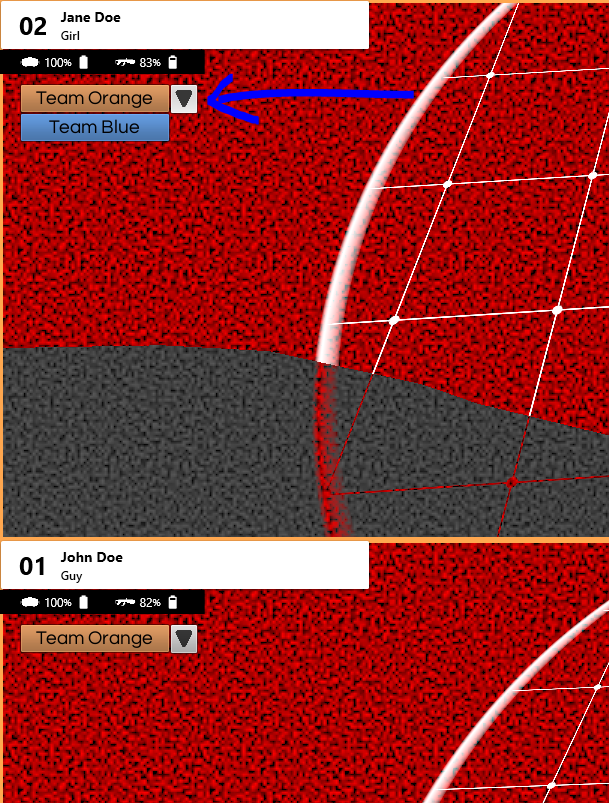 02
Jane Doe
Girl
100% 83%
Team Orange
Team Blue
01
John Doe
Guy
100% 82%
Team Orange